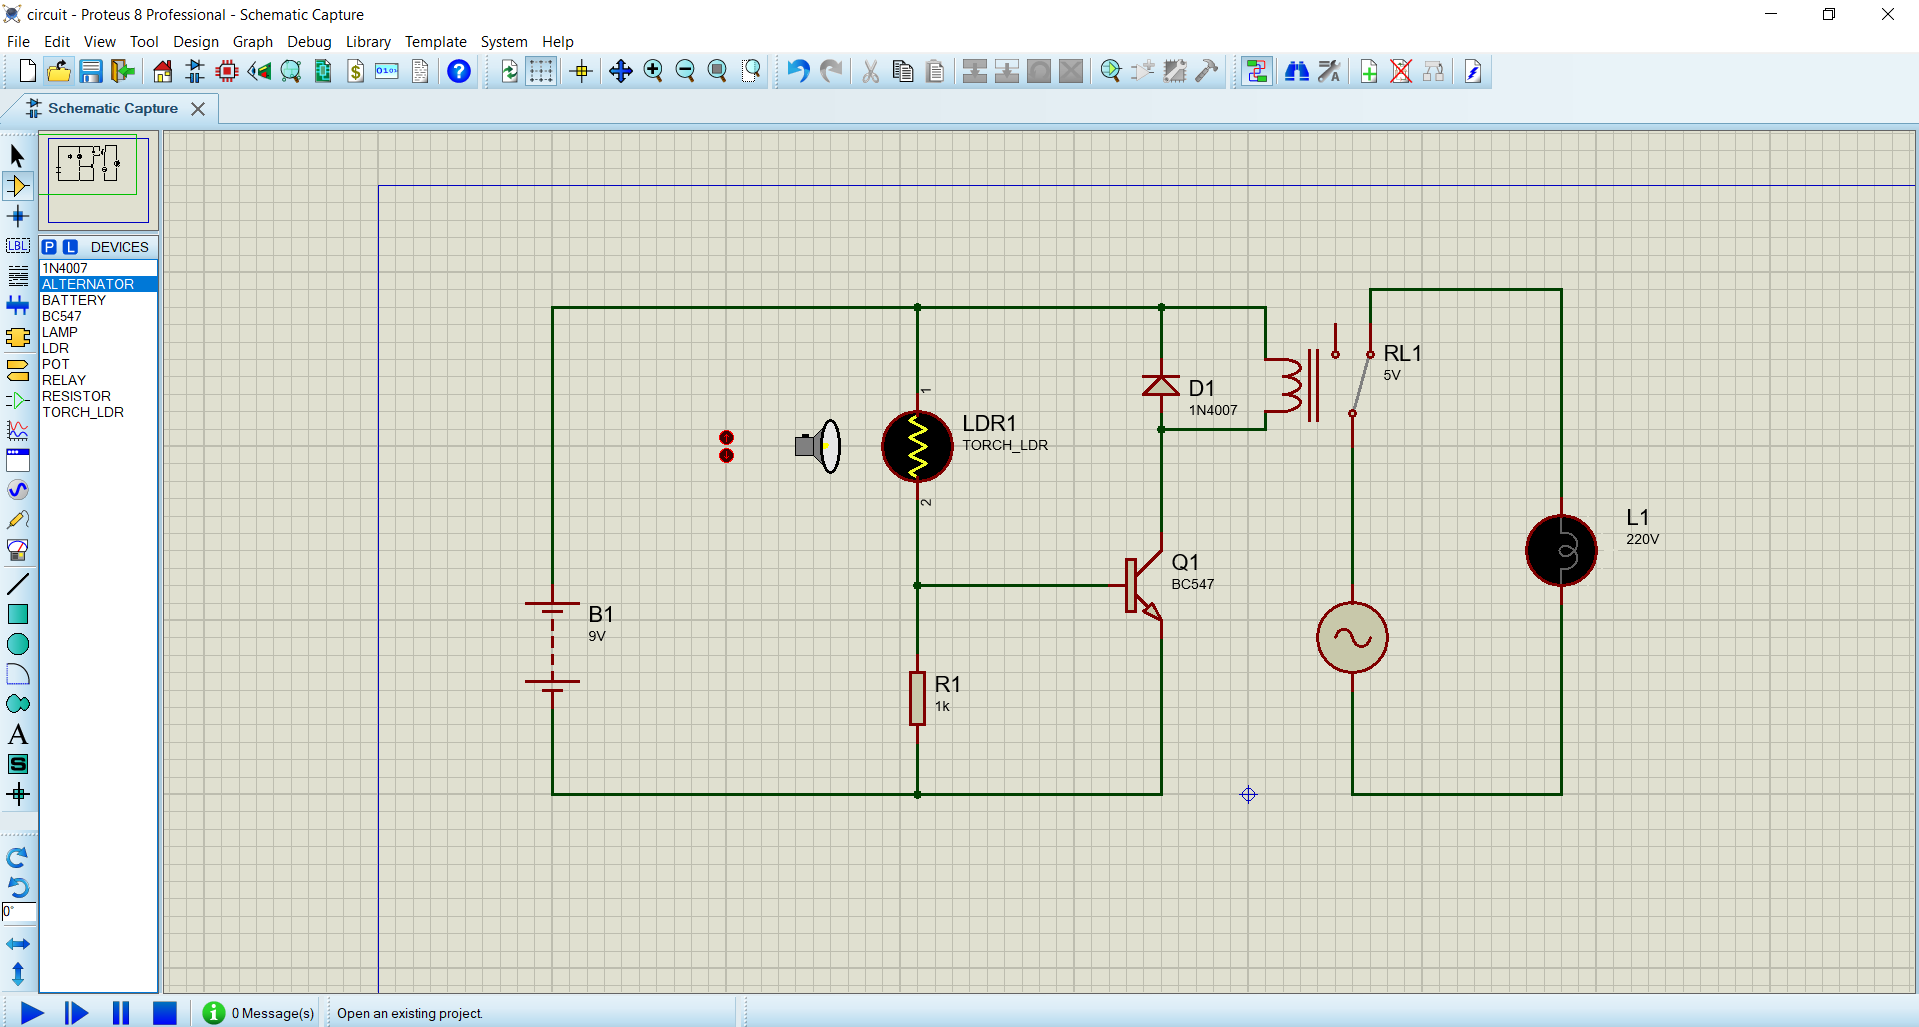 circuit - Proteus 8 Professional - Schematic Capture
File Edit View Tool Design Graph Debug Library Template System Help
$ 0101 ?
Schematic Capture
P L DEVICES
1N4007
ALTERNATOR
BATTERY
BC547
LAMP
LDR
POT
RELAY
RESISTOR
TORCH_LDR
LBL
A
S
0°
1
LDR1
TORCH_LDR
2
D1
1N4007
RL1
5V
Q1
BC547
B1
9V
R1
1k
L1
220V
0 Message(s)
Open an existing project.